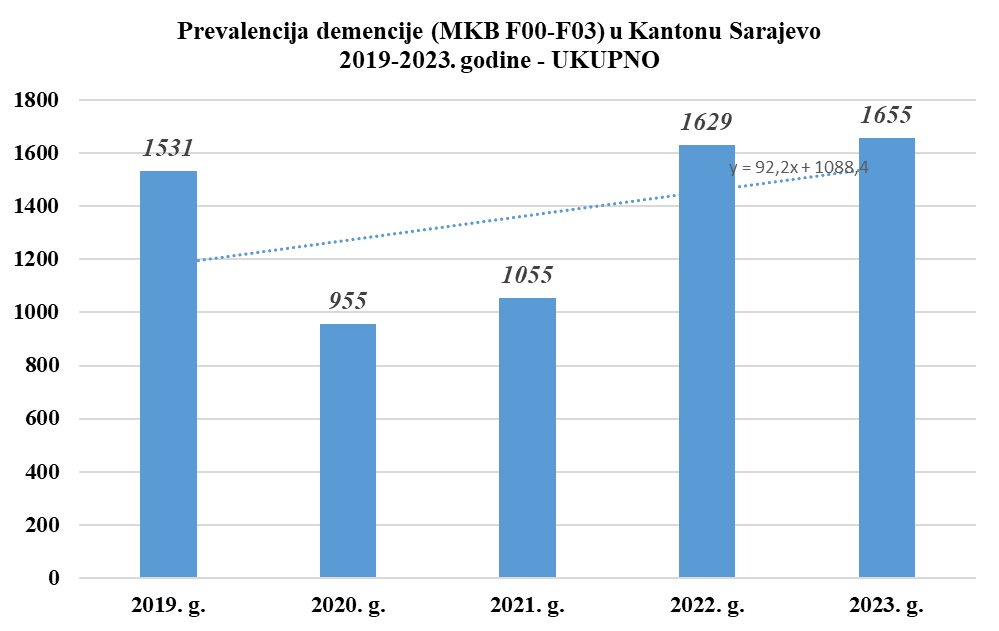 Prevalencija demencije (MKB F00-F03) u Kantonu Sarajevo
2019-2023. godine - UKUPNO
1800
1600
1400
1200
1000
800
600
400
200
0
1531
955
1055
1629
1655
y = 92,2x + 1088,4
2019. g.
2020. g.
2021. g.
2022. g.
2023. g.